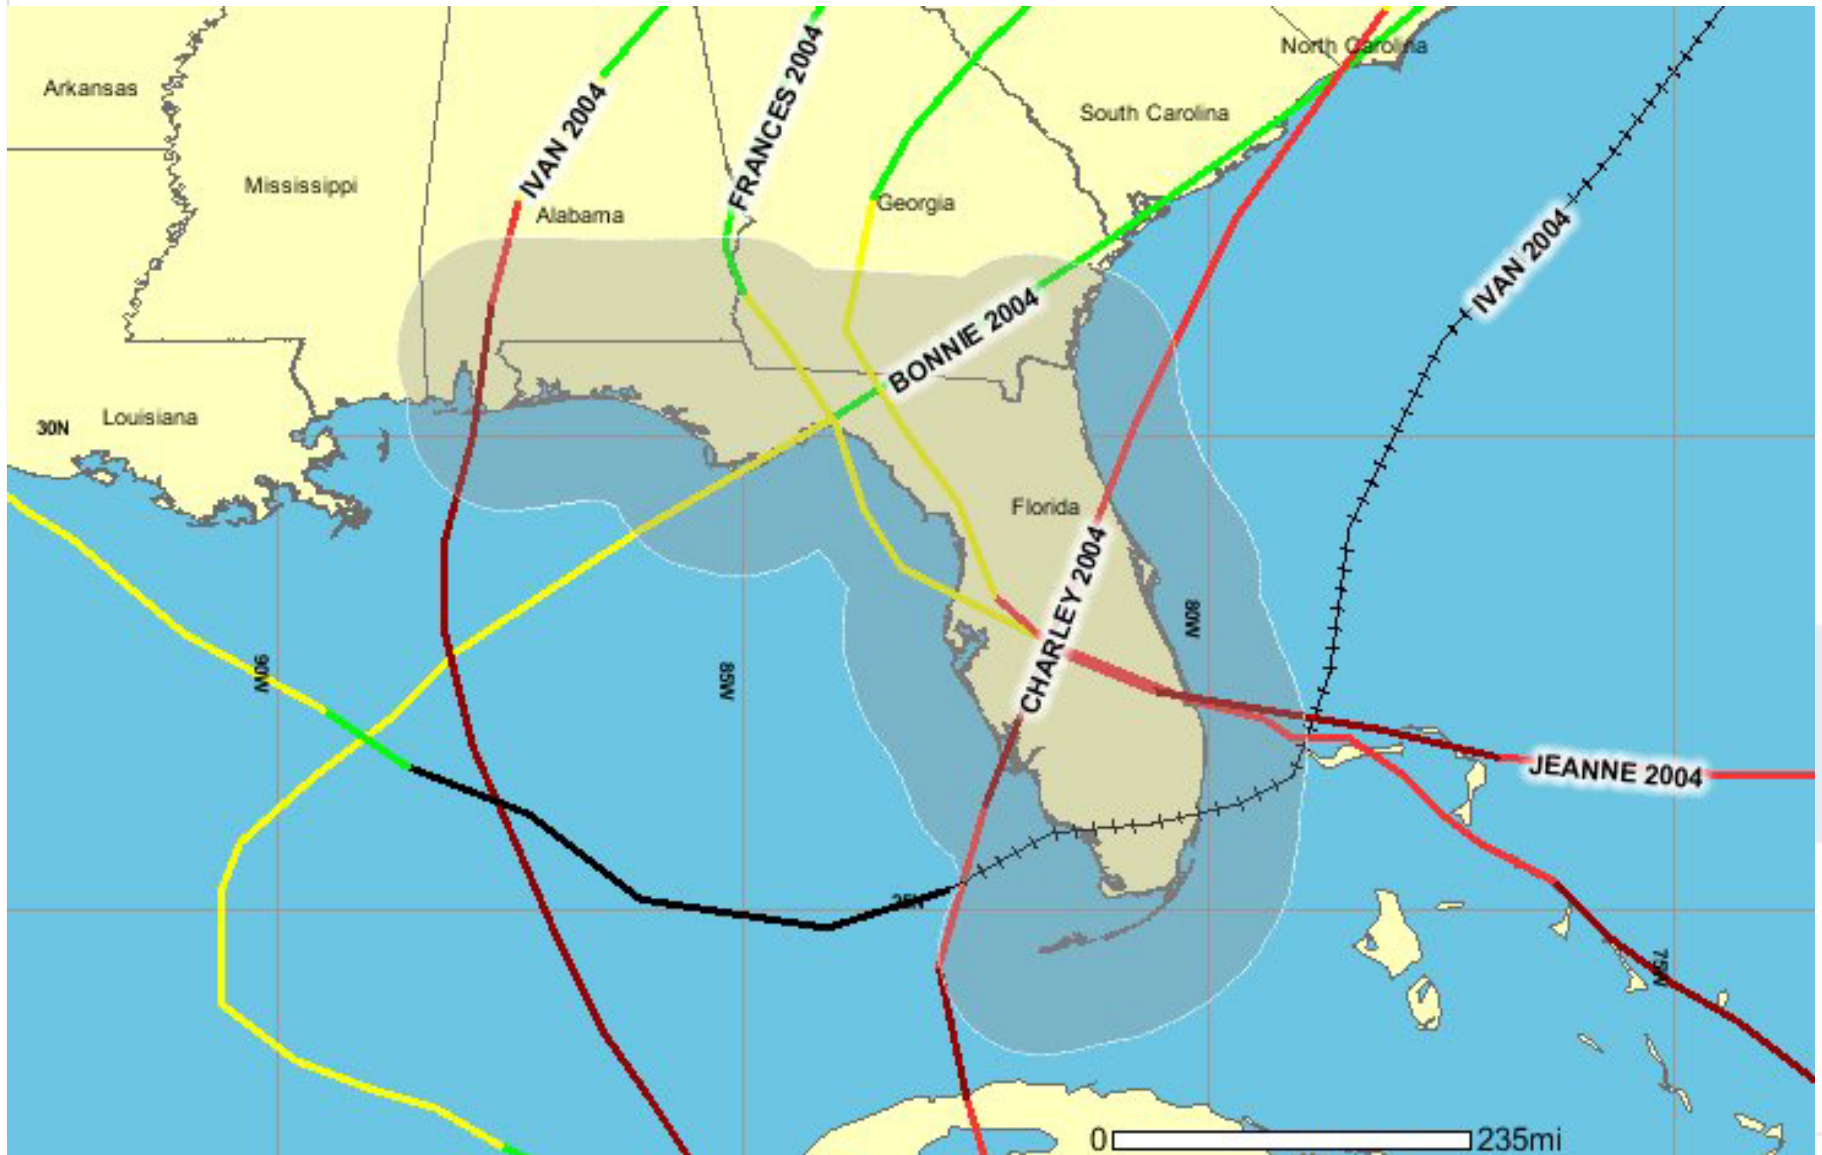 North Carolina
Arkansas
South Carolina
IVAN 2004
FRANCES 2004
Mississippi
Alabama
Georgia
IVAN 2004
BONNIE 2004
Louisiana
30N
Florida
CHARLEY 2004
80W
90W
85W
JEANNE 2004
25N
75W
0
235mi